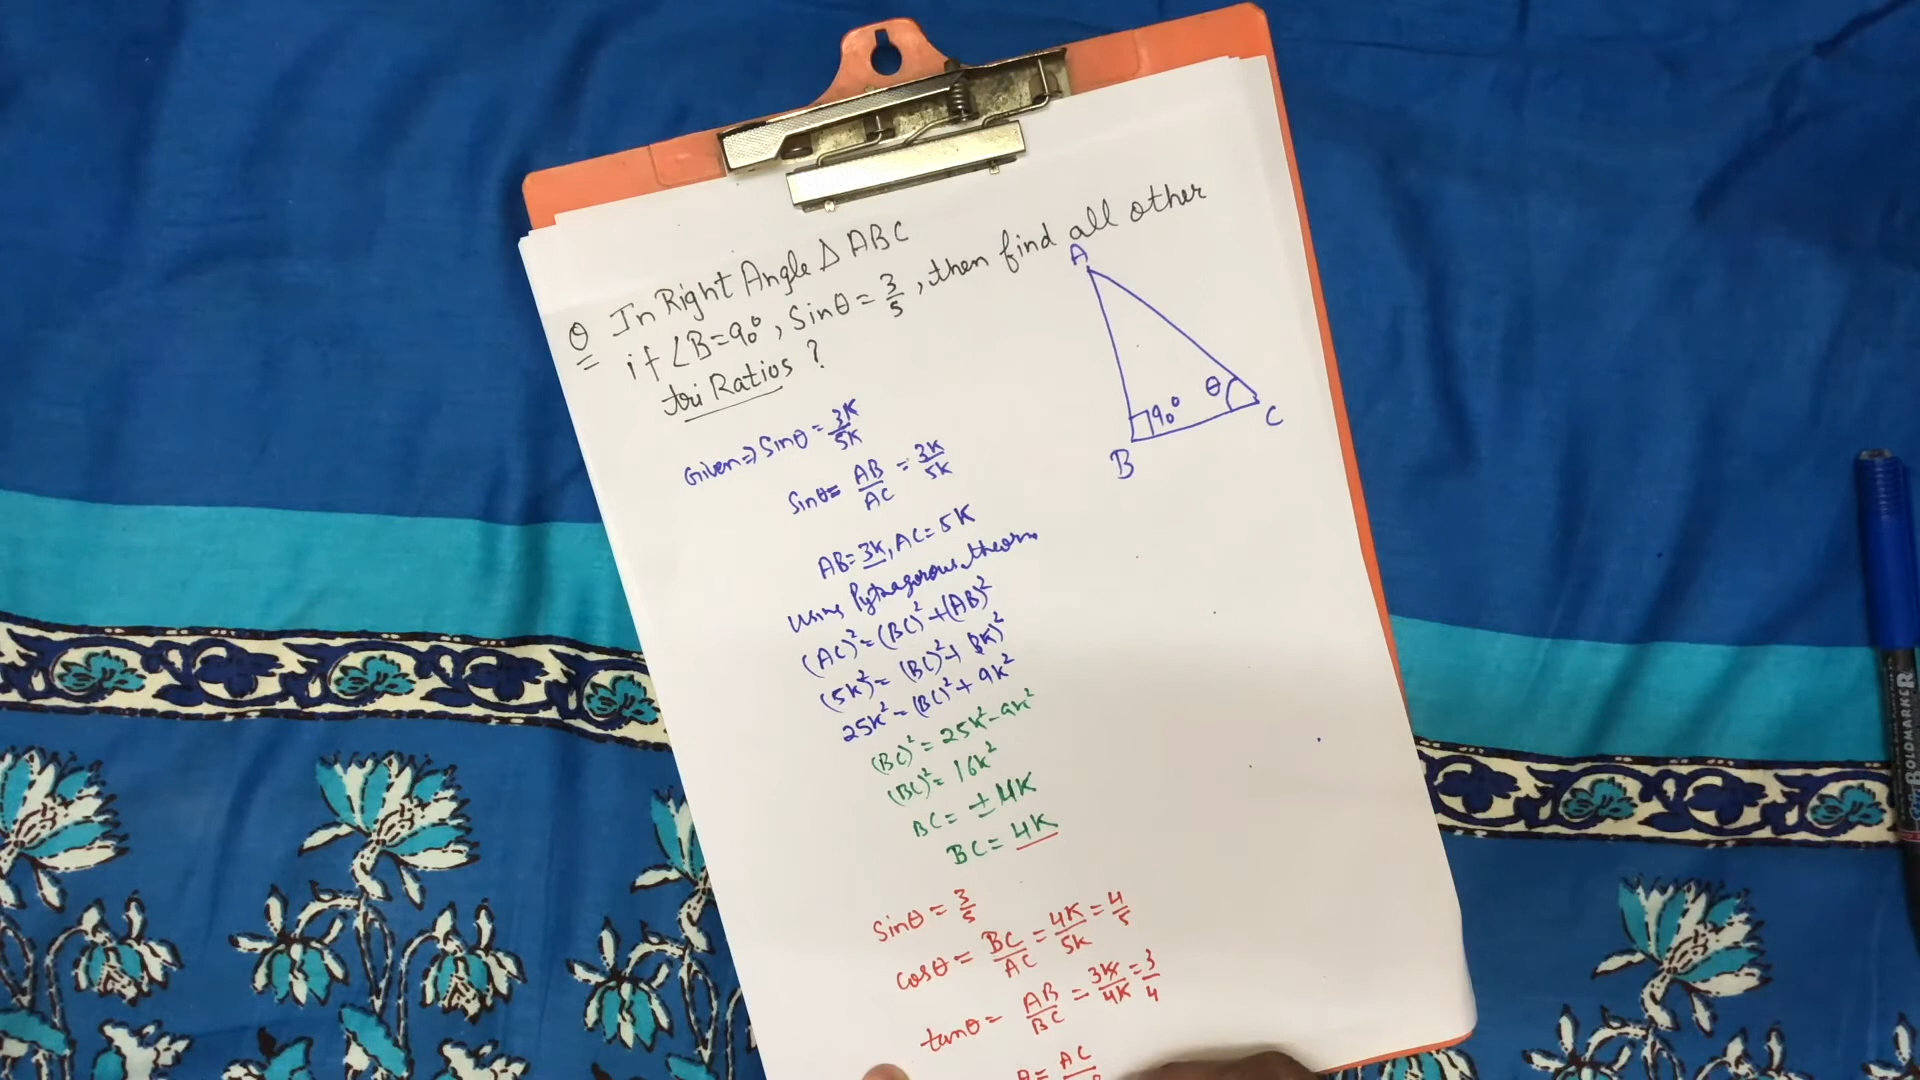 Q In Right Angle Δ ABC
if ∠B=90°, Sinθ = 3/5, then find all other
tri Ratios ?
A
90°
θ
B
C
Given⇒ Sinθ = 3K/5K
Sinθ = AB/AC = 3K/5K
AB = 3K, AC = 5K
using
(AC)² = (BC)² + (AB)²
(5K)² = (BC)² + (3K)²
25K² = (BC)² + 9K²
(BC)² = 25K² - 9K²
(BC)² = 16K²
BC = ± 4K
BC = 4K
Sinθ = 3/5
cosθ = BC/AC = 4K/5K = 4/5
tanθ = AB/BC = 3K/4K = 3/4
θ = AC
BOLDMARKER